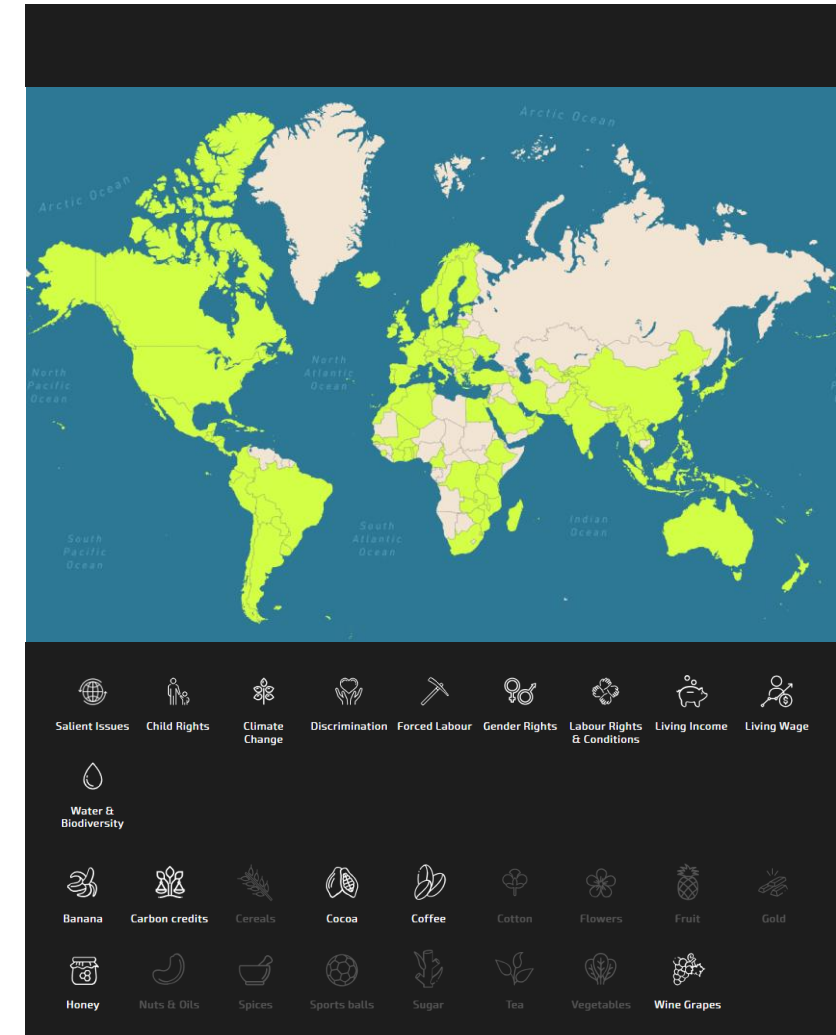 Arctic Ocean
Arctic Ocean
North
Pacific
Ocean
North
Atlantic
Ocean
South
Pacific
Ocean
South
Atlantic
Ocean
Indian
Ocean
Salient Issues
Child Rights
Climate
Change
Discrimination
Forced Labour
Gender Rights
Labour Rights
& Conditions
Living Income
Living Wage
Water &
Biodiversity
Banana
Carbon credits
Cereals
Cocoa
Coffee
Cotton
Flowers
Fruit
Gold
Honey
Nuts & Oils
Spices
Sports balls
Sugar
Tea
Vegetables
Wine Grapes